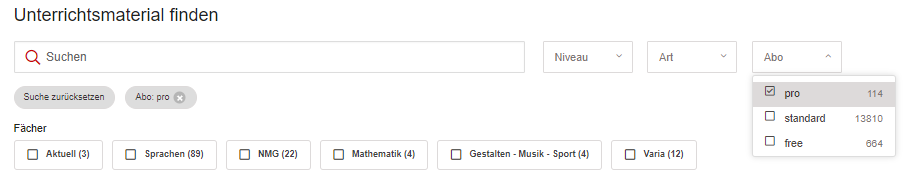 Unterrichtsmaterial finden
Suchen
Niveau
Art
Abo
Suche zurücksetzen
Abo: pro
pro 114
standard 13810
free 664
Fächer
Aktuell (3)
Sprachen (89)
NMG (22)
Mathematik (4)
Gestalten - Musik - Sport (4)
Varia (12)